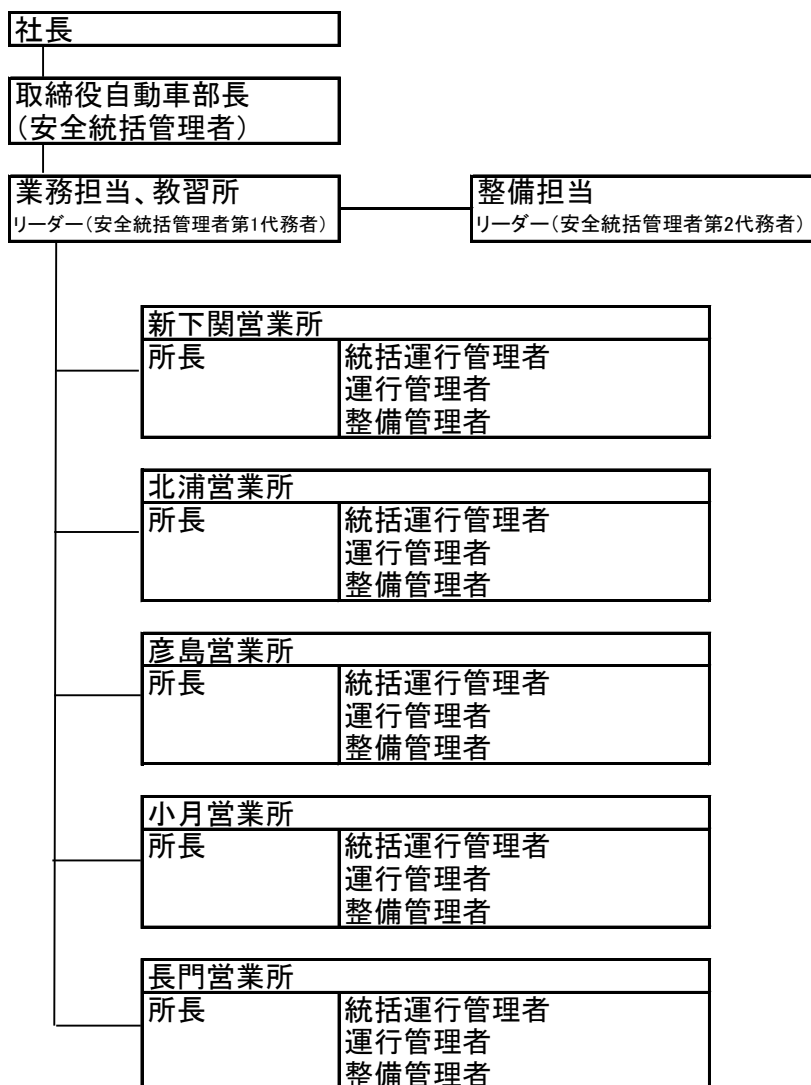 社長
取締役自動車部長
(安全統括管理者)
業務担当、教習所
リーダー(安全統括管理者第1代務者)
整備担当
リーダー(安全統括管理者第2代務者)
新下関営業所
所長 統括運行管理者
運行管理者
整備管理者
北浦営業所
所長 統括運行管理者
運行管理者
整備管理者
彦島営業所
所長 統括運行管理者
運行管理者
整備管理者
小月営業所
所長 統括運行管理者
運行管理者
整備管理者
長門営業所
所長 統括運行管理者
運行管理者
整備管理者